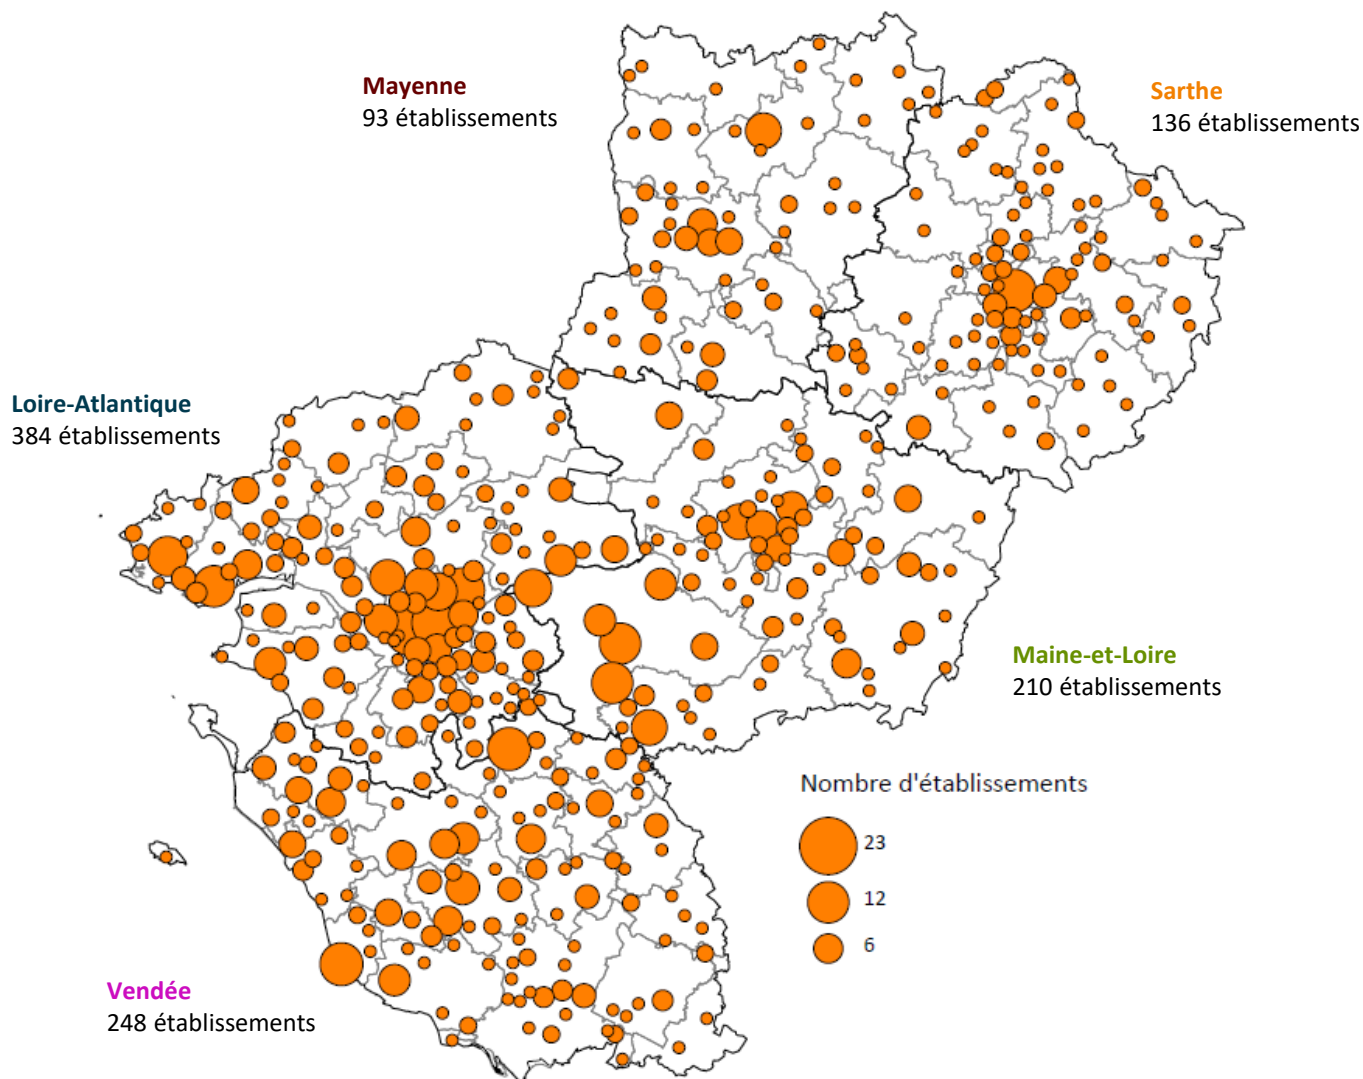 Mayenne
93 établissements
Sarthe
136 établissements
Loire-Atlantique
384 établissements
Maine-et-Loire
210 établissements
Nombre d'établissements
23
12
6
Vendée
248 établissements